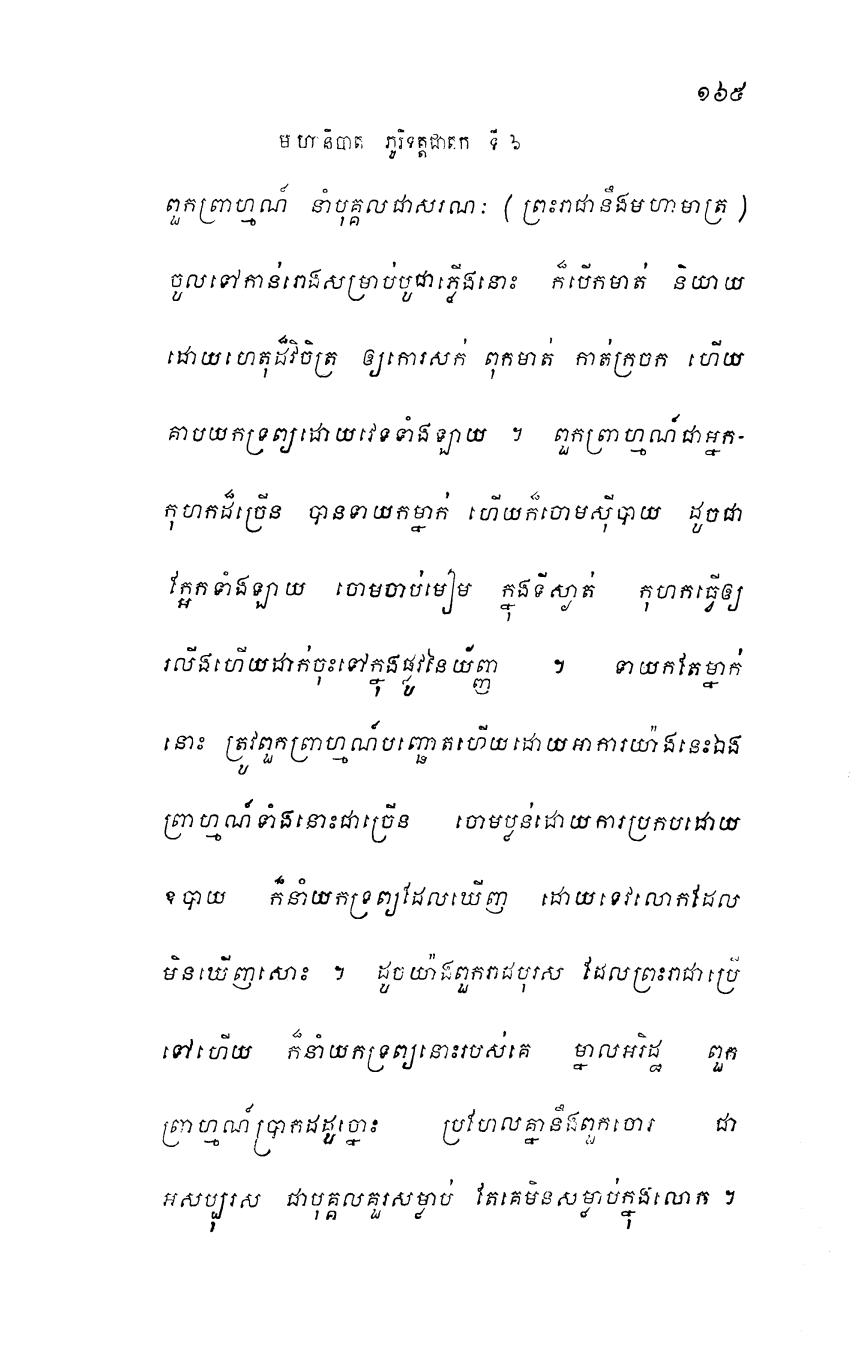 ១៦៥
មហានិបាត ភូរិទត្តជាតក ទី ៦
ពួកព្រាហ្មណ៍ នាំបុគ្គលជាសរណៈ ( ព្រះរាជានឹងមហាមាត្រ )
ចូលទៅកាន់រោងសម្រាប់បូជាភ្លើងនោះ ក៏បើកមាត់ និយាយ
ដោយហេតុដ៏វិចិត្រ ឲ្យកោរសក់ ពុកមាត់ កាត់ក្រចក ហើយ
គាបយកទ្រព្យដោយវេទទាំងឡាយ ។ ពួកព្រាហ្មណ៍ជាអ្នក-
កុហកដ៏ច្រើន បានទាយកម្នាក់ ហើយក៏ចោមស៊ីបាយ ដូចជា
ក្អែកទាំងឡាយ ចោមចាប់មៀម ក្នុងទីស្ងាត់ កុហកធ្វើឲ្យ
រលីងហើយដាក់ចុះទៅក្នុងផ្លូវនៃយ័ញ្ញ ។ ទាយកតែម្នាក់
នោះ ត្រូវពួកព្រាហ្មណ៍បញ្ឆោតហើយដោយអាការយ៉ាងនេះឯង
ព្រាហ្មណ៍ទាំងនោះជាច្រើន ចោមប្លន់ដោយការប្រកបដោយ
ឧបាយ ក៏នាំយកទ្រព្យដែលឃើញ ដោយទេវលោកដែល
មិនឃើញសោះ ។ ដូចយ៉ាងពួករាជបុរស ដែលព្រះរាជាប្រើ
ទៅហើយ ក៏នាំយកទ្រព្យនោះរបស់គេ ម្នាលអរិដ្ឋ ពួក
ព្រាហ្មណ៍ប្រាកដដូច្នោះ ប្រហែលគ្នានឹងពួកចោរ ជា
អសប្បុរស ជាបុគ្គលគួរសម្លាប់ តែគេមិនសម្លាប់ក្នុងលោក ។